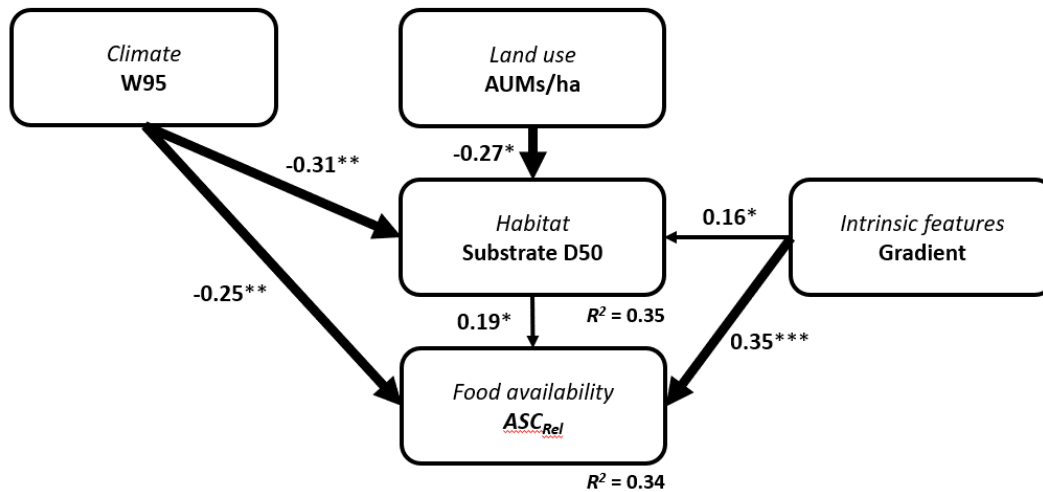 Climate
W95
Land use
AUMs/ha
-0.31**
-0.27*
Habitat
Substrate D50
0.16*
Intrinsic features
Gradient
-0.25**
0.19*
R² = 0.35
0.35***
Food availability
ASC_Rel
R² = 0.34